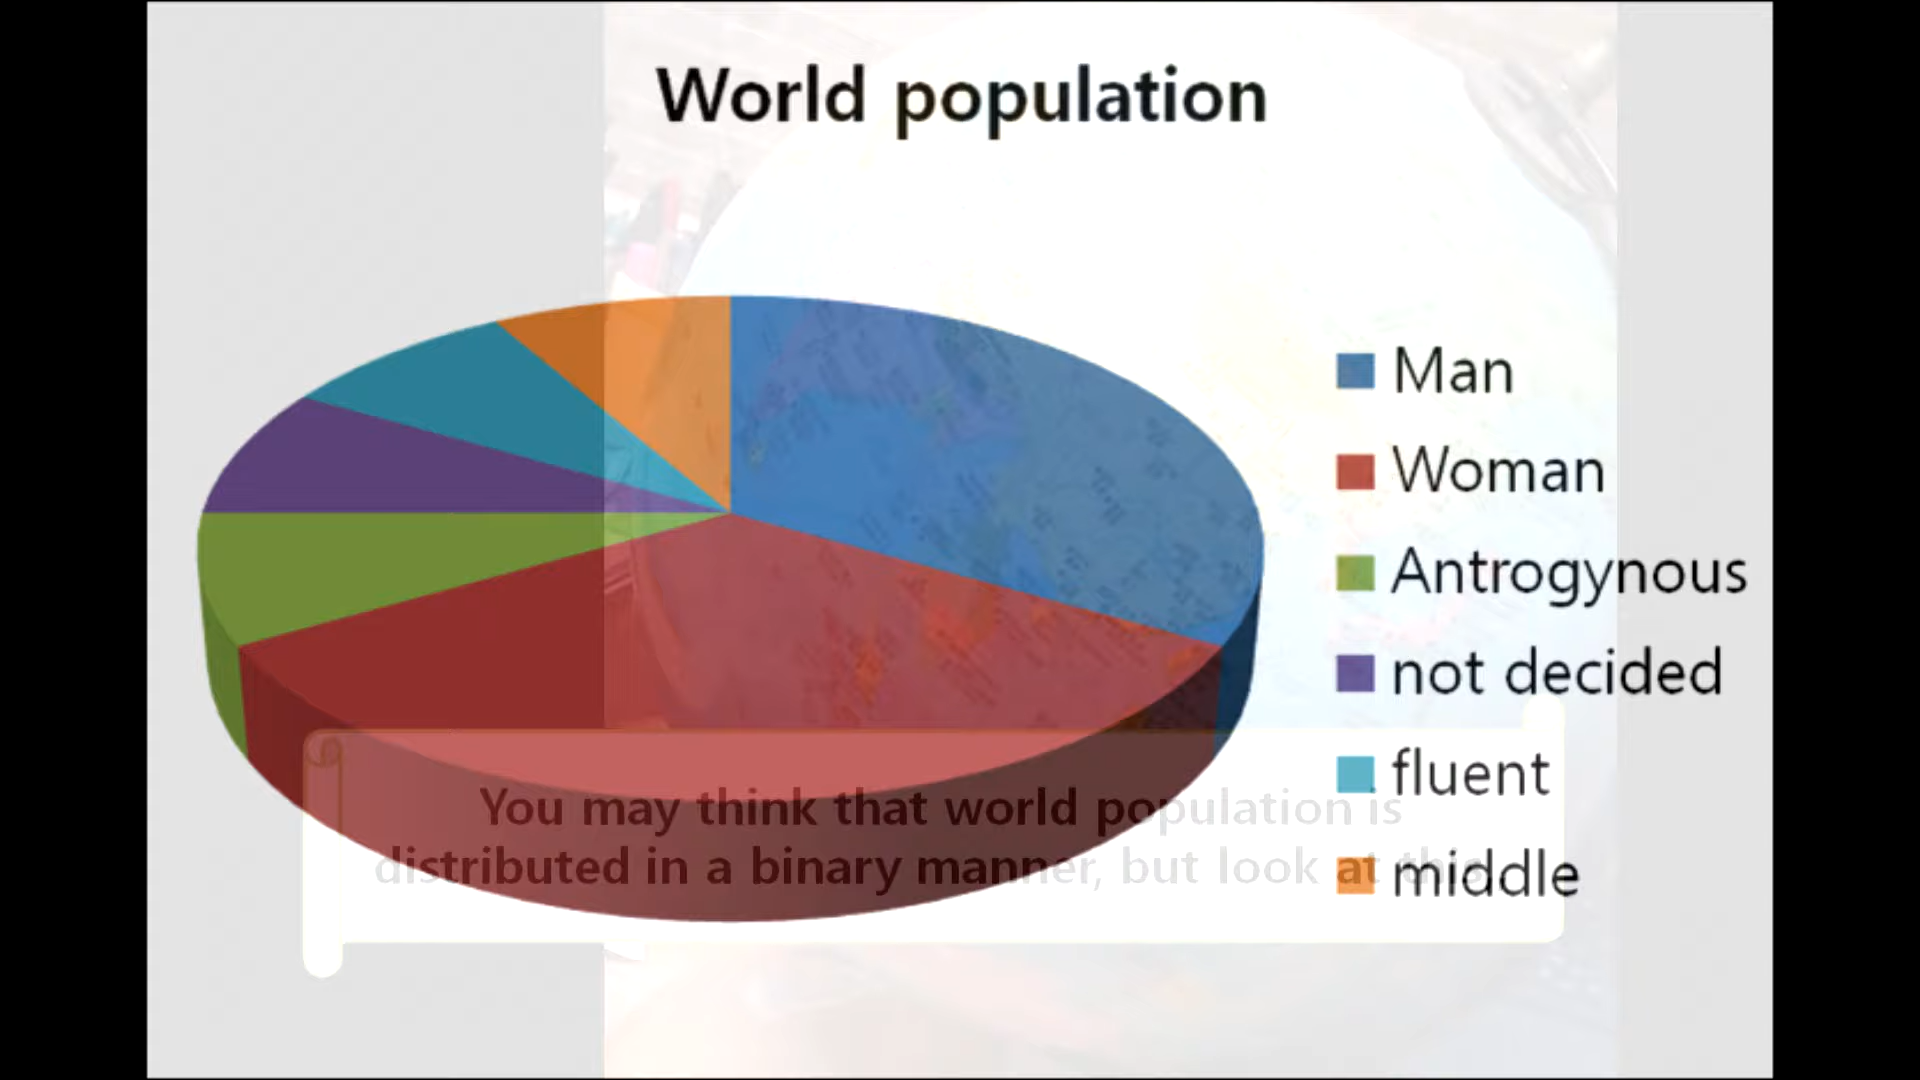 World population
Man
Woman
Antrogynous
not decided
fluent
middle
You may think that world population is
distributed in a binary manner, but look at this.